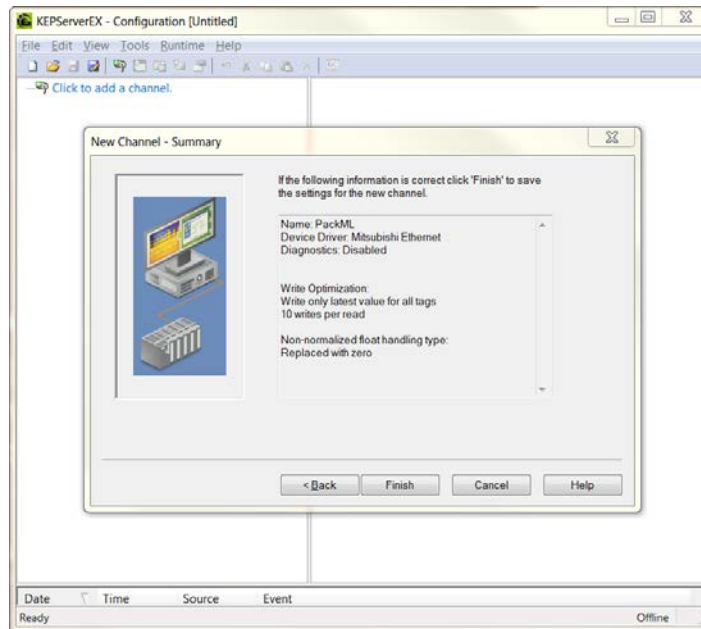 KEPServerEX - Configuration [Untitled]
File Edit View Tools Runtime Help
Click to add a channel.
New Channel - Summary
If the following information is correct click 'Finish' to save
the settings for the new channel.
Name: PackML
Device Driver: Mitsubishi Ethernet
Diagnostics: Disabled
Write Optimization:
Write only latest value for all tags
10 writes per read
Non-normalized float handling type:
Replaced with zero
< Back Finish Cancel Help
Date Time Source Event
Ready Offline